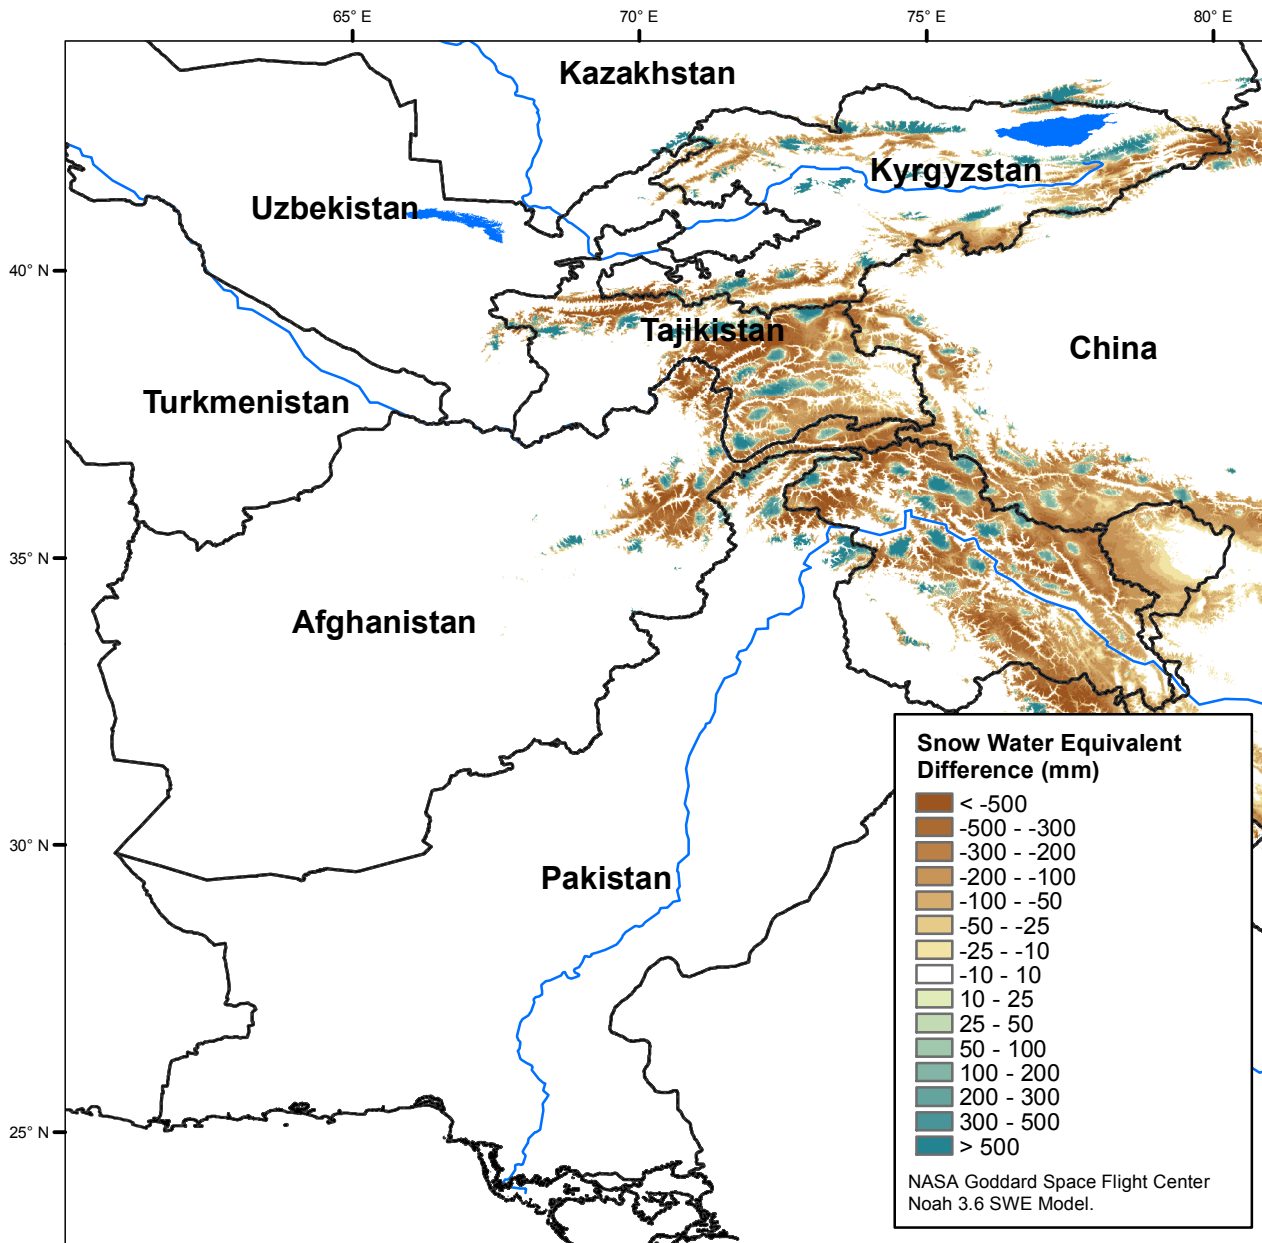 65° E
70° E
75° E
80° E
Kazakhstan
Kyrgyzstan
Uzbekistan
40° N
Tajikistan
China
Turkmenistan
35° N
Afghanistan
30° N
Pakistan
25° N
Snow Water Equivalent
Difference (mm)
< -500
-500 - -300
-300 - -200
-200 - -100
-100 - -50
-50 - -25
-25 - -10
-10 - 10
10 - 25
25 - 50
50 - 100
100 - 200
200 - 300
300 - 500
> 500
NASA Goddard Space Flight Center
Noah 3.6 SWE Model.